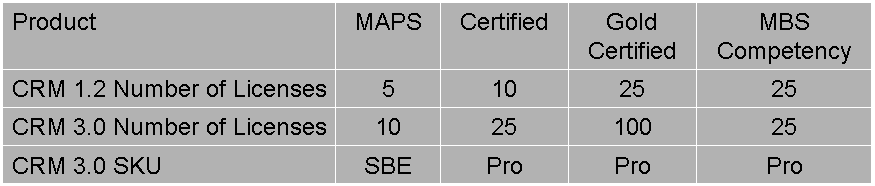 Product MAPS Certified Gold Certified MBS Competency
CRM 1.2 Number of Licenses 5 10 25 25
CRM 3.0 Number of Licenses 10 25 100 25
CRM 3.0 SKU SBE Pro Pro Pro